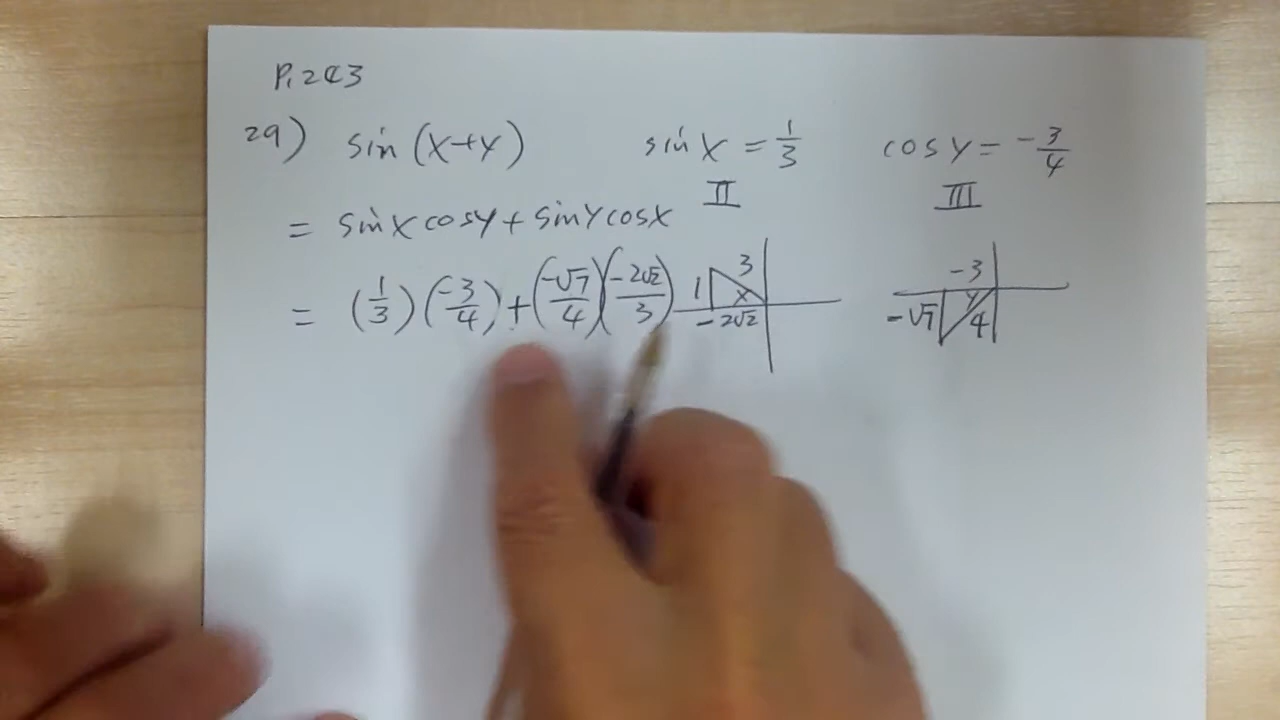 P. 2C3
29) sin (x+y) sin x = 1/3 cos y = -3/4
II III
= sin x cos y + sin y cos x
= (1/3)(-3/4) + (-√7/4)(-2√2/3)
1 3 x -2√2
-3 y -√7 4